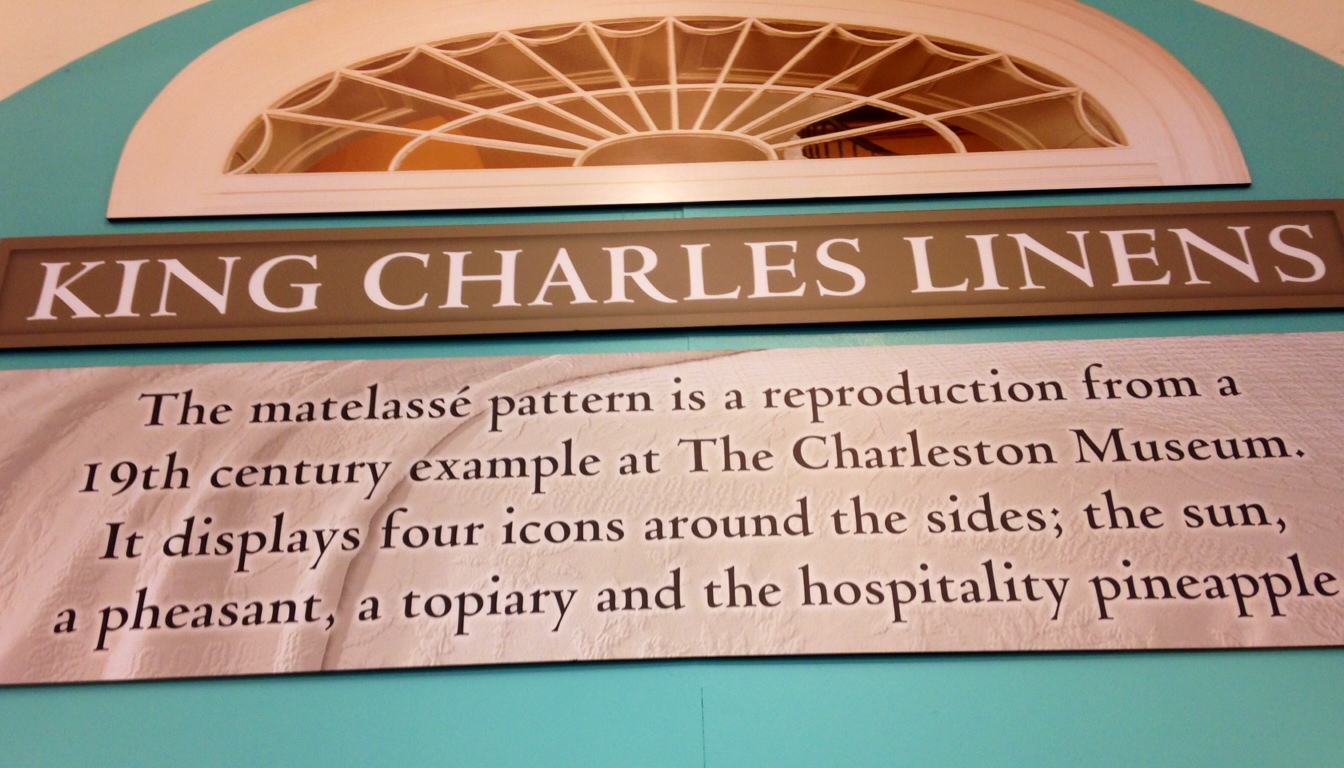 KING CHARLES LINENS
The matelassé pattern is a reproduction from a
19th century example at The Charleston Museum.
It displays four icons around the sides; the sun,
a pheasant, a topiary and the hospitality pineapple